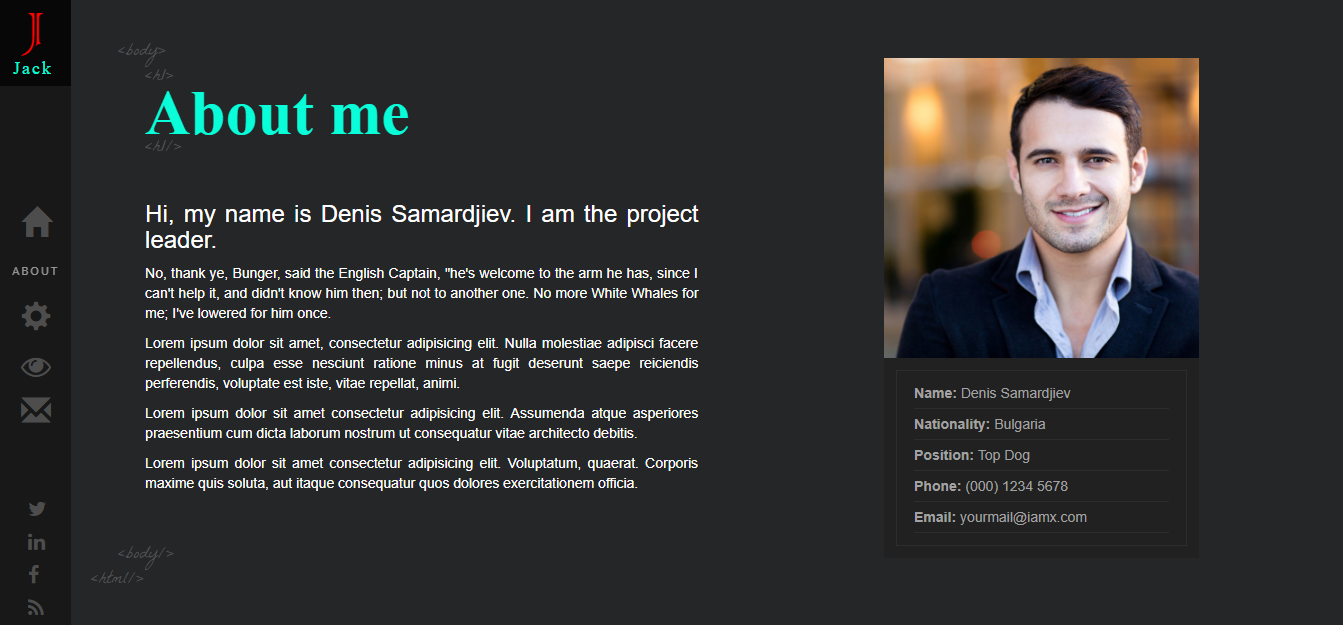 J
Jack
ABOUT
<body>
<h1>
About me
<h1/>
Hi, my name is Denis Samardjiev. I am the project
leader.
No, thank ye, Bunger, said the English Captain, "he's welcome to the arm he has, since I
can't help it, and didn't know him then; but not to another one. No more White Whales for
me; I've lowered for him once.
Lorem ipsum dolor sit amet, consectetur adipisicing elit. Nulla molestiae adipisci facere
repellendus, culpa esse nesciunt ratione minus at fugit deserunt saepe reiciendis
perferendis, voluptate est iste, vitae repellat, animi.
Lorem ipsum dolor sit amet consectetur adipisicing elit. Assumenda atque asperiores
praesentium cum dicta laborum nostrum ut consequatur vitae architecto debitis.
Lorem ipsum dolor sit amet consectetur adipisicing elit. Voluptatum, quaerat. Corporis
maxime quis soluta, aut itaque consequatur quos dolores exercitationem officia.
<body/>
<html/>
Name: Denis Samardjiev
Nationality: Bulgaria
Position: Top Dog
Phone: (000) 1234 5678
Email: yourmail@iamx.com